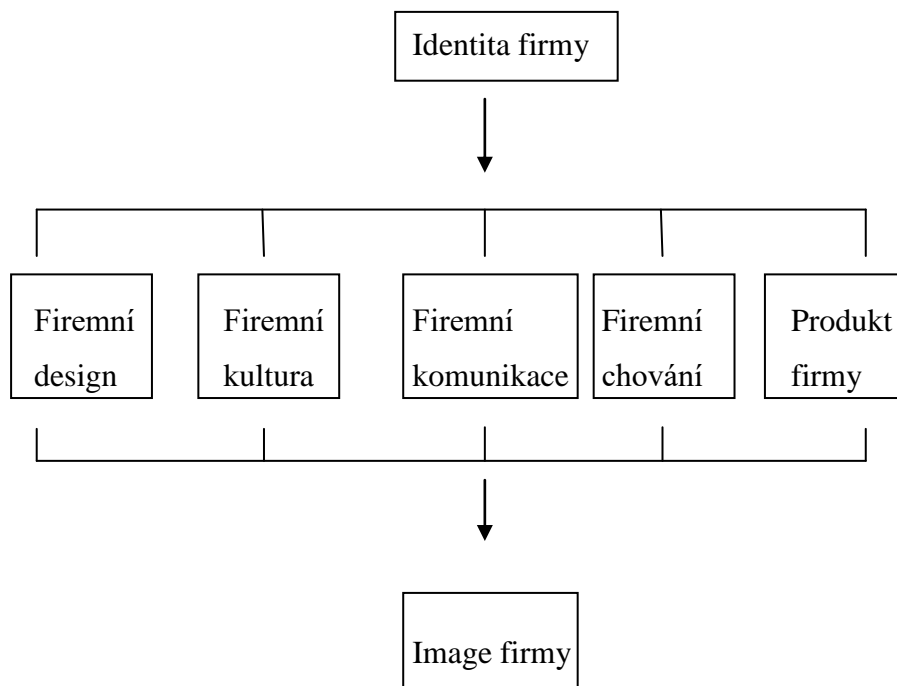 Identita firmy
Firemní
design
Firemní
kultura
Firemní
komunikace
Firemní
chování
Produkt
firmy
Image firmy